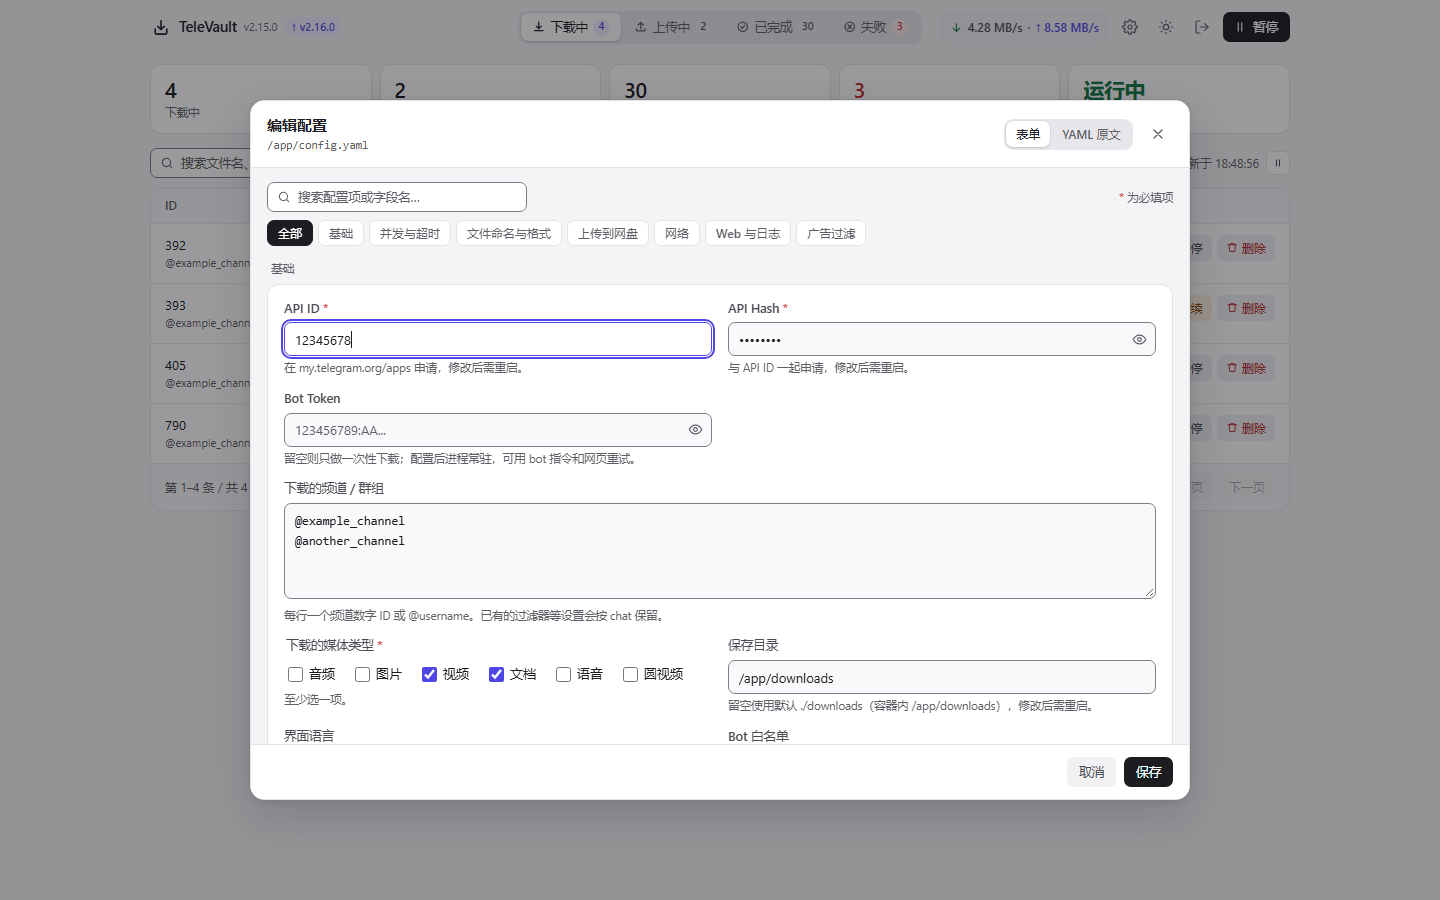 TeleVault v2.15.0 ↑ v2.16.0
下载中 4 上传中 2 已完成 30 失败 3
↓ 4.28 MB/s · ↑ 8.58 MB/s
暂停
4
下载中
2
30
3
运行中
搜索文件名、
新于 18:48:56
ID
392
@example_chann
停 删除
393
@example_chann
续 删除
405
@example_chann
停 删除
790
@example_chann
停 删除
第 1–4 条 / 共 4
页 下一页
编辑配置
/app/config.yaml
表单 YAML 原文
搜索配置项或字段名...
* 为必填项
全部 基础 并发与超时 文件命名与格式 上传到网盘 网络 Web 与日志 广告过滤
基础
API ID *
12345678
在 my.telegram.org/apps 申请，修改后需重启。
API Hash *
••••••••
与 API ID 一起申请，修改后需重启。
Bot Token
123456789:AA...
留空则只做一次性下载；配置后进程常驻，可用 bot 指令和网页重试。
下载的频道 / 群组
@example_channel
@another_channel
每行一个频道数字 ID 或 @username。已有的过滤器等设置会按 chat 保留。
下载的媒体类型 *
音频 图片 视频 文档 语音 圆视频
至少选一项。
保存目录
/app/downloads
留空使用默认 ./downloads（容器内 /app/downloads），修改后需重启。
界面语言
Bot 白名单
取消 保存